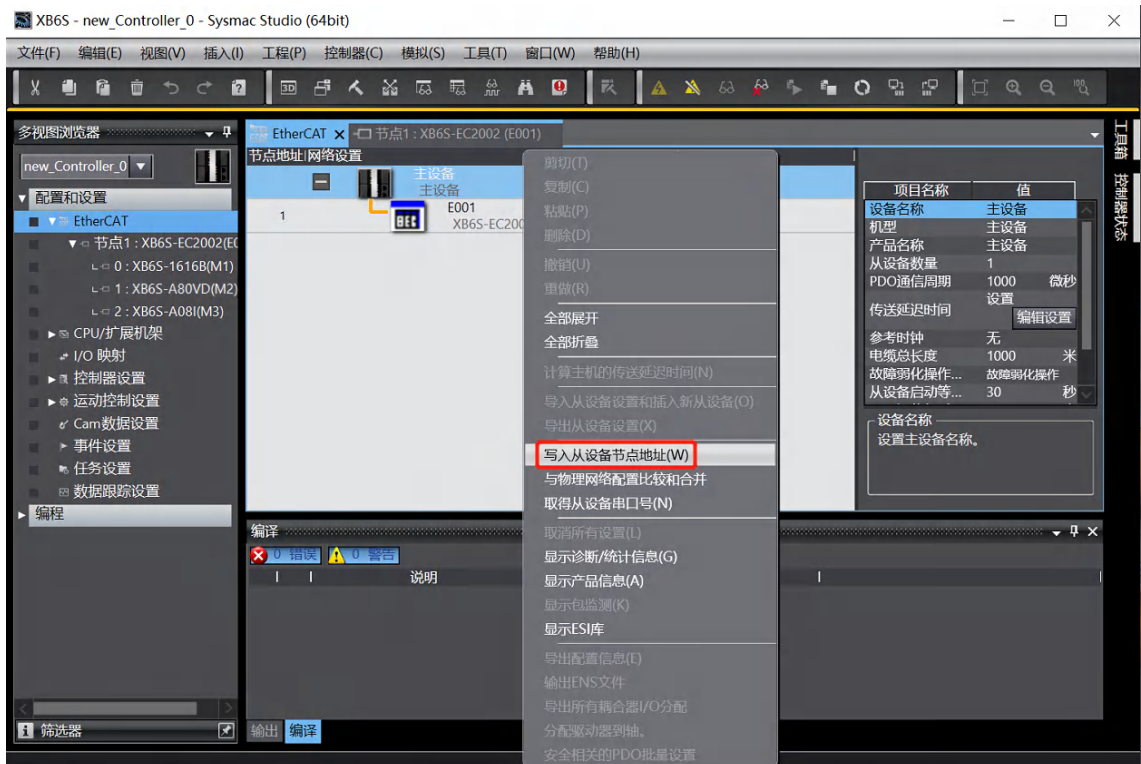 XB6S - new_Controller_0 - Sysmac Studio (64bit)
文件(F) 编辑(E) 视图(V) 插入(I) 工程(P) 控制器(C) 模拟(S) 工具(T) 窗口(W) 帮助(H)
多视图浏览器
new_Controller_0
配置和设置
EtherCAT
节点1 : XB6S-EC2002(E0
0 : XB6S-1616B(M1)
1 : XB6S-A80VD(M2)
2 : XB6S-A08I(M3)
CPU/扩展机架
I/O 映射
控制器设置
运动控制设置
Cam数据设置
事件设置
任务设置
数据跟踪设置
编程
筛选器
EtherCAT 节点1 : XB6S-EC2002 (E001)
节点地址|网络设置
主设备
主设备
1
E001
XB6S-EC200
剪切(T)
复制(C)
粘贴(P)
删除(D)
撤销(U)
重做(R)
全部展开
全部折叠
计算主机的传送延迟时间(N)
导入从设备设置和插入新从设备(O)
导出从设备设置(X)
写入从设备节点地址(W)
与物理网络配置比较和合并
取得从设备串口号(N)
取消所有设置(L)
显示诊断/统计信息(G)
显示产品信息(A)
显示包监测(K)
显示ESI库
导出配置信息(E)
输出ENS文件
导出所有耦合器I/O分配
分配驱动器到轴。
安全相关的PDO批量设置
项目名称 值
设备名称 主设备
机型 主设备
产品名称 主设备
从设备数量 1
PDO通信周期 1000 微秒
传送延迟时间 设置
编辑设置
参考时钟 无
电缆总长度 1000 米
故障弱化操作... 故障弱化操作
从设备启动等... 30 秒
设备名称
设置主设备名称。
工具箱
控制器状态
编译
0 错误 0 警告
说明
输出 编译